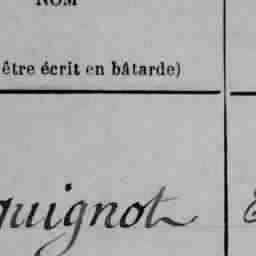 NOM
être écrit en bâtarde)
guignot